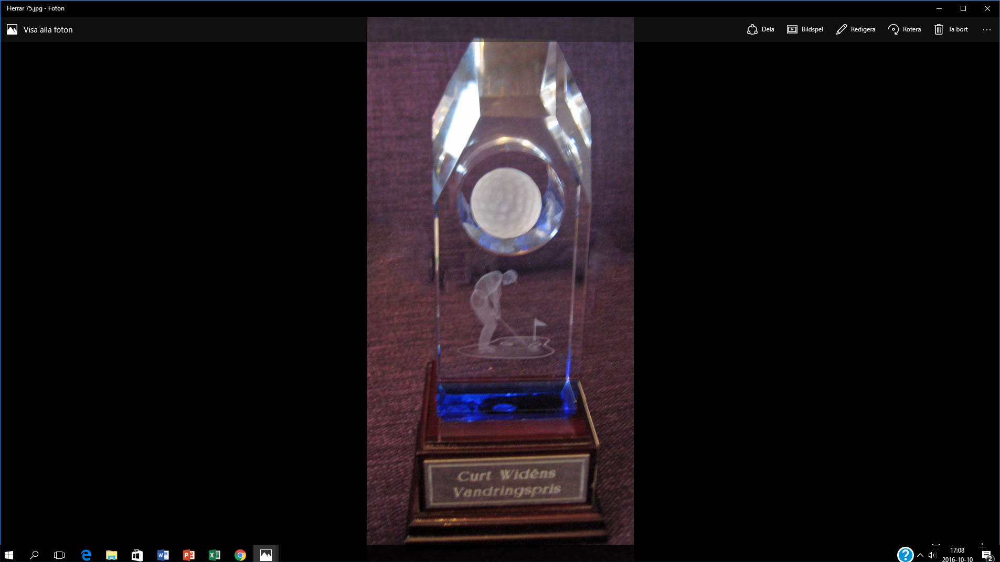 Herrar 75.jpg - Foton
Visa alla foton
Dela
Bildspel
Redigera
Rotera
Ta bort
Curt Widéns
Vandringspris
17:08
2016-10-10
2